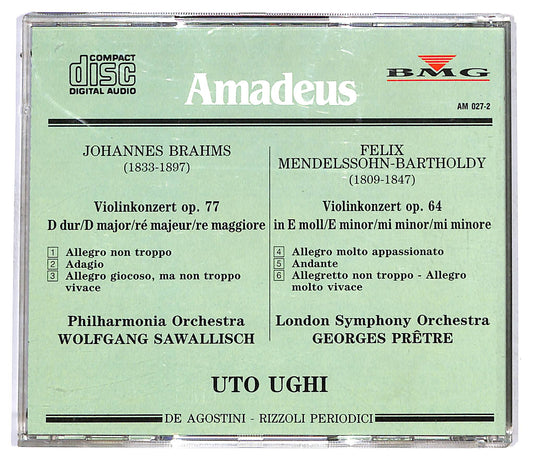 COMPACT
disc
DIGITAL AUDIO
Amadeus
BMG
AM 027-2
JOHANNES BRAHMS
(1833-1897)
Violinkonzert op. 77
D dur/D major/ré majeur/re maggiore
1 Allegro non troppo
2 Adagio
3 Allegro giocoso, ma non troppo
vivace
Philharmonia Orchestra
WOLFGANG SAWALLISCH
FELIX
MENDELSSOHN-BARTHOLDY
(1809-1847)
Violinkonzert op. 64
in E moll/E minor/mi minor/mi minore
4 Allegro molto appassionato
5 Andante
6 Allegretto non troppo - Allegro
molto vivace
London Symphony Orchestra
GEORGES PRÊTRE
UTO UGHI
DE AGOSTINI - RIZZOLI PERIODICI